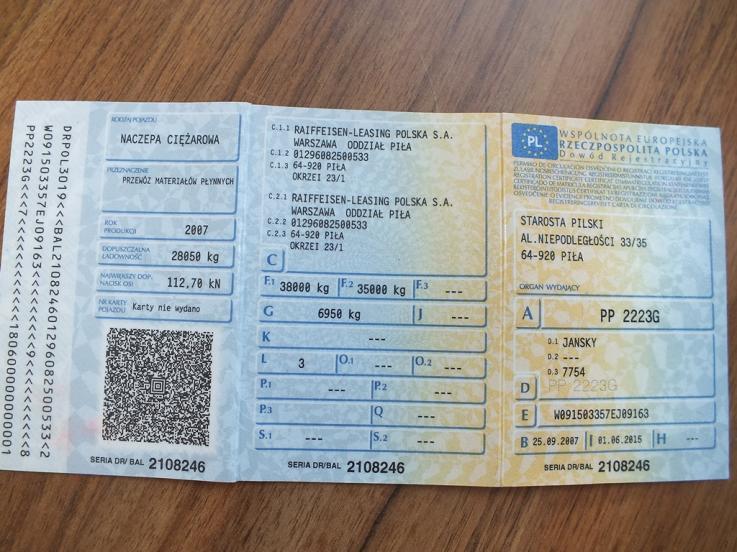 DRPOL3019<<<BAL21082460129608250053З<2
W091503357EJ09163<<<<<<<<<<<9<<<<<<<<8
PP2223G<<<7<<<<<<<<<<<<<<1806000000000001
RODZAJ POJAZDU
NACZEPA CIĘŻAROWA
PRZEZNACZENIE
PRZEWÓZ MATERIAŁÓW PŁYNNYCH
ROK PRODUKCJI 2007
DOPUSZCZALNA ŁADOWNOŚĆ 28050 kg
NAJWIĘKSZY DOP. NACISK OSI 112,70 kN
NR KARTY POJAZDU Karty nie wydano
SERIA DR/BAL 2108246
C.1.1 RAIFFEISEN-LEASING POLSKA S.A.
WARSZAWA ODDZIAŁ PIŁA
C.1.2 01296082500533
C.1.3 64-920 PIŁA
OKRZEI 23/1
C.2.1 RAIFFEISEN-LEASING POLSKA S.A.
WARSZAWA ODDZIAŁ PIŁA
C.2.2 01296082500533
C.2.3 64-920 PIŁA
OKRZEI 23/1
C
F.1 38000 kg F.2 35000 kg F.3 ---
G 6950 kg J ---
K ---
L 3 O.1 --- O.2 ---
P.1 --- P.2 ---
P.3 Q ---
S.1 --- S.2 ---
SERIA DR/BAL 2108246
PL
WSPÓLNOTA EUROPEJSKA
RZECZPOSPOLITA POLSKA
Dowód Rejestracyjny
STAROSTA PILSKI
AL.NIEPODLEGŁOŚCI 33/35
64-920 PIŁA
ORGAN WYDAJĄCY
A PP 2223G
D.1 JANSKY
D.2 ---
D.3 7754
D PP 2223G
E W091503357EJ09163
B 25.09.2007 I 01.06.2015 H ---
SERIA DR/BAL 2108246